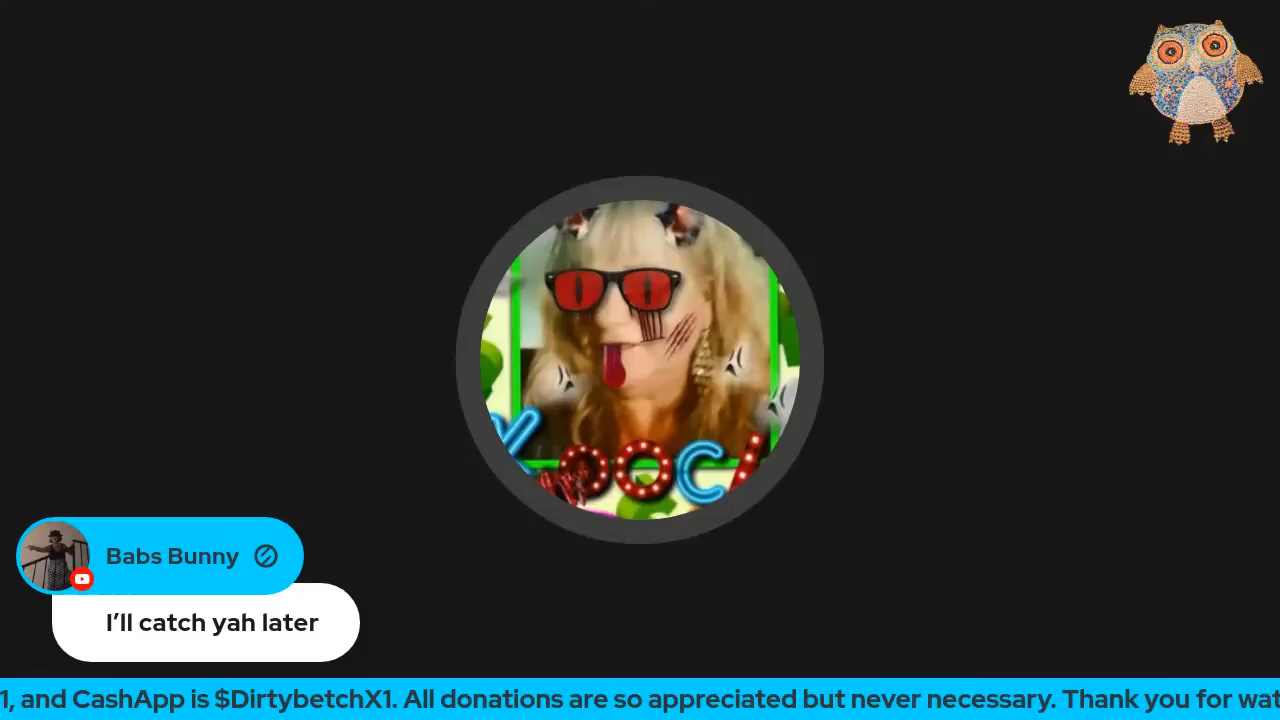 YOOCH
Babs Bunny
I’ll catch yah later
1, and CashApp is $DirtybetchX1. All donations are so appreciated but never necessary. Thank you for wat